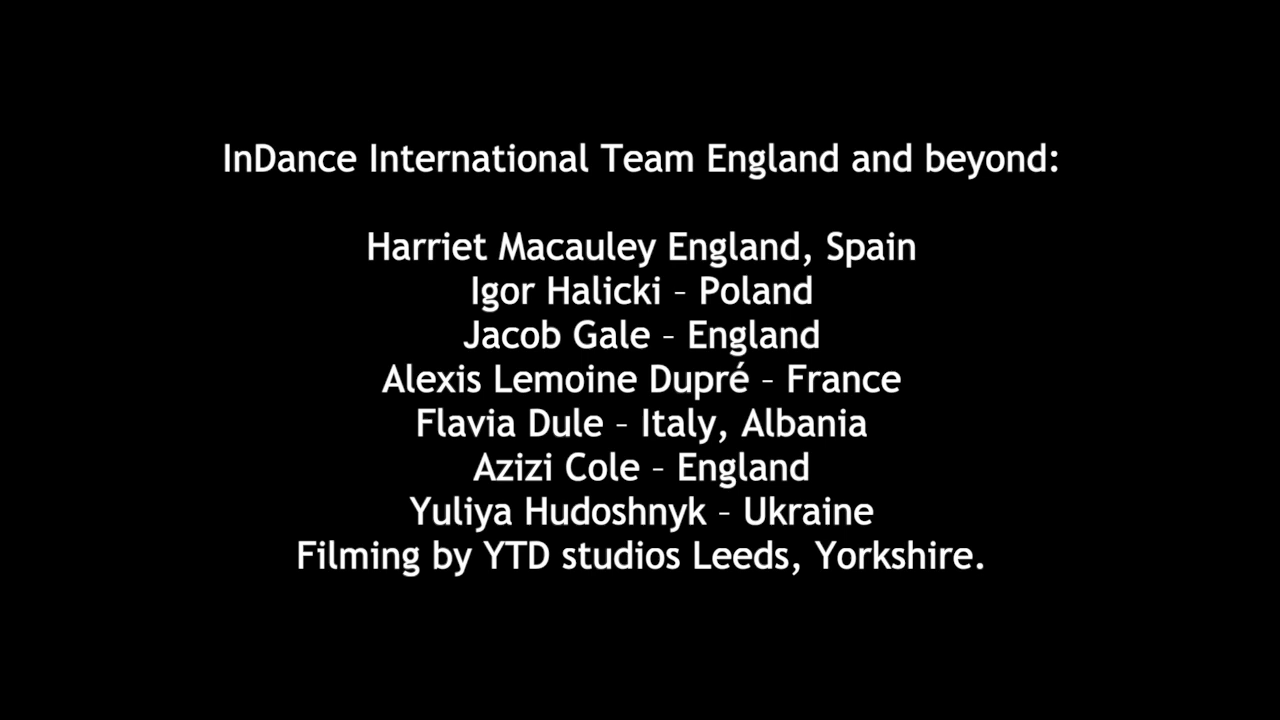 InDance International Team England and beyond:
Harriet Macauley England, Spain
Igor Halicki – Poland
Jacob Gale – England
Alexis Lemoine Dupré – France
Flavia Dule – Italy, Albania
Azizi Cole – England
Yuliya Hudoshnyk – Ukraine
Filming by YTD studios Leeds, Yorkshire.